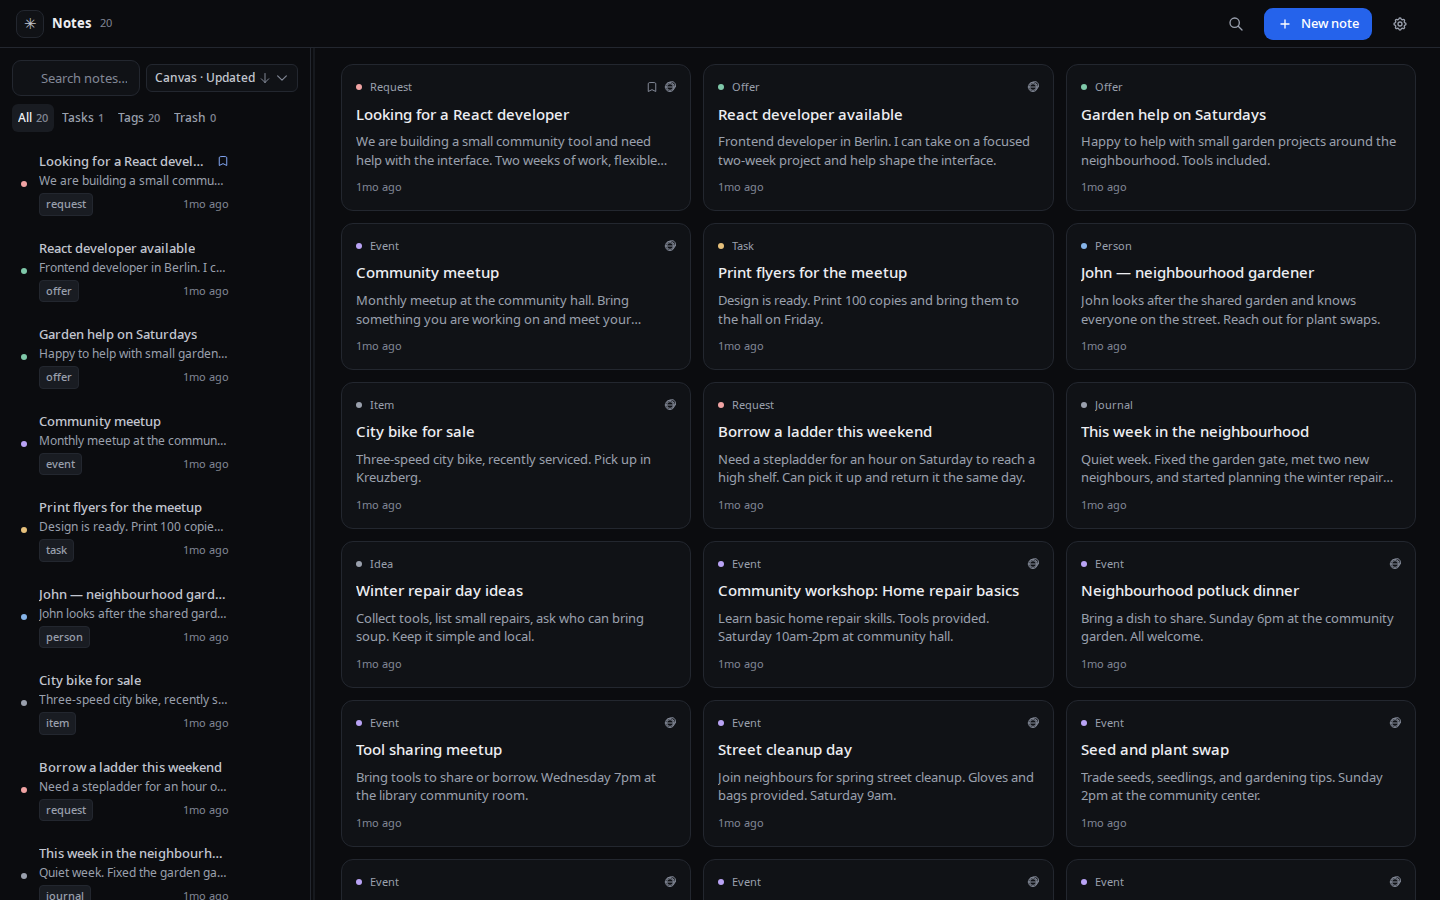 Notes 20
New note
Search notes...
Canvas · Updated ↓
All 20 Tasks 1 Tags 20 Trash 0
Looking for a React devel...
We are building a small commu...
request 1mo ago
React developer available
Frontend developer in Berlin. I c...
offer 1mo ago
Garden help on Saturdays
Happy to help with small garden...
offer 1mo ago
Community meetup
Monthly meetup at the commun...
event 1mo ago
Print flyers for the meetup
Design is ready. Print 100 copie...
task 1mo ago
John — neighbourhood gard...
John looks after the shared gard...
person 1mo ago
City bike for sale
Three-speed city bike, recently s...
item 1mo ago
Borrow a ladder this weekend
Need a stepladder for an hour o...
request 1mo ago
This week in the neighbourh...
Quiet week. Fixed the garden ga...
journal 1mo ago
Request
Looking for a React developer
We are building a small community tool and need
help with the interface. Two weeks of work, flexible...
1mo ago
Offer
React developer available
Frontend developer in Berlin. I can take on a focused
two-week project and help shape the interface.
1mo ago
Offer
Garden help on Saturdays
Happy to help with small garden projects around the
neighbourhood. Tools included.
1mo ago
Event
Community meetup
Monthly meetup at the community hall. Bring
something you are working on and meet your...
1mo ago
Task
Print flyers for the meetup
Design is ready. Print 100 copies and bring them to
the hall on Friday.
1mo ago
Person
John — neighbourhood gardener
John looks after the shared garden and knows
everyone on the street. Reach out for plant swaps.
1mo ago
Item
City bike for sale
Three-speed city bike, recently serviced. Pick up in
Kreuzberg.
1mo ago
Request
Borrow a ladder this weekend
Need a stepladder for an hour on Saturday to reach a
high shelf. Can pick it up and return it the same day.
1mo ago
Journal
This week in the neighbourhood
Quiet week. Fixed the garden gate, met two new
neighbours, and started planning the winter repair...
1mo ago
Idea
Winter repair day ideas
Collect tools, list small repairs, ask who can bring
soup. Keep it simple and local.
1mo ago
Event
Community workshop: Home repair basics
Learn basic home repair skills. Tools provided.
Saturday 10am-2pm at community hall.
1mo ago
Event
Neighbourhood potluck dinner
Bring a dish to share. Sunday 6pm at the community
garden. All welcome.
1mo ago
Event
Tool sharing meetup
Bring tools to share or borrow. Wednesday 7pm at
the library community room.
1mo ago
Event
Street cleanup day
Join neighbours for spring street cleanup. Gloves and
bags provided. Saturday 9am.
1mo ago
Event
Seed and plant swap
Trade seeds, seedlings, and gardening tips. Sunday
2pm at the community center.
1mo ago
Event
Event
Event